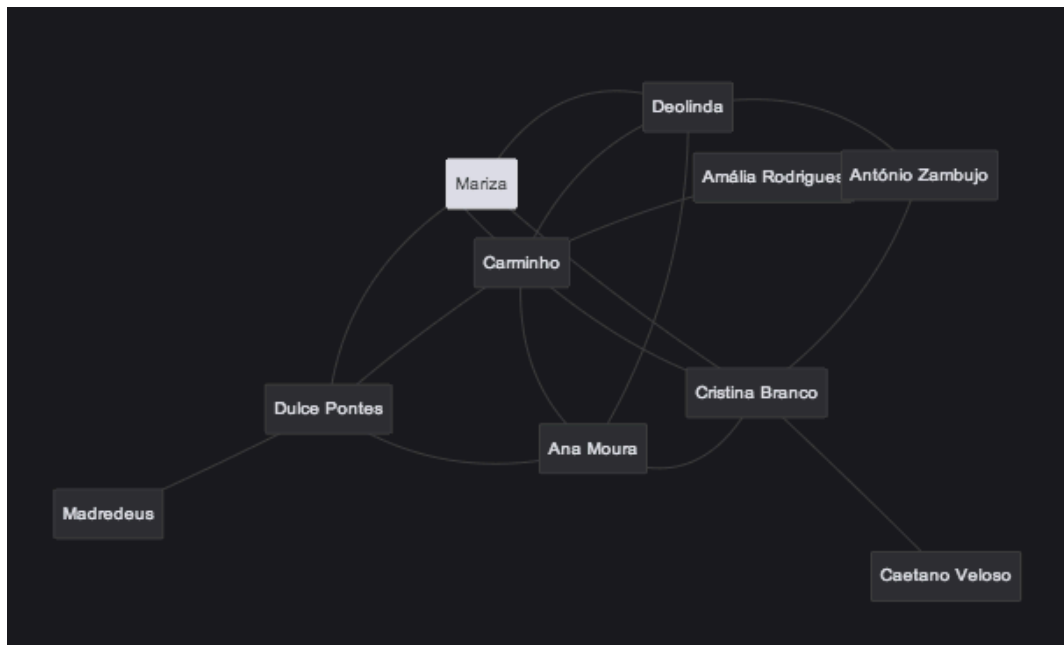 Deolinda
Mariza
Amália Rodrigues
António Zambujo
Carminho
Cristina Branco
Dulce Pontes
Ana Moura
Madredeus
Caetano Veloso